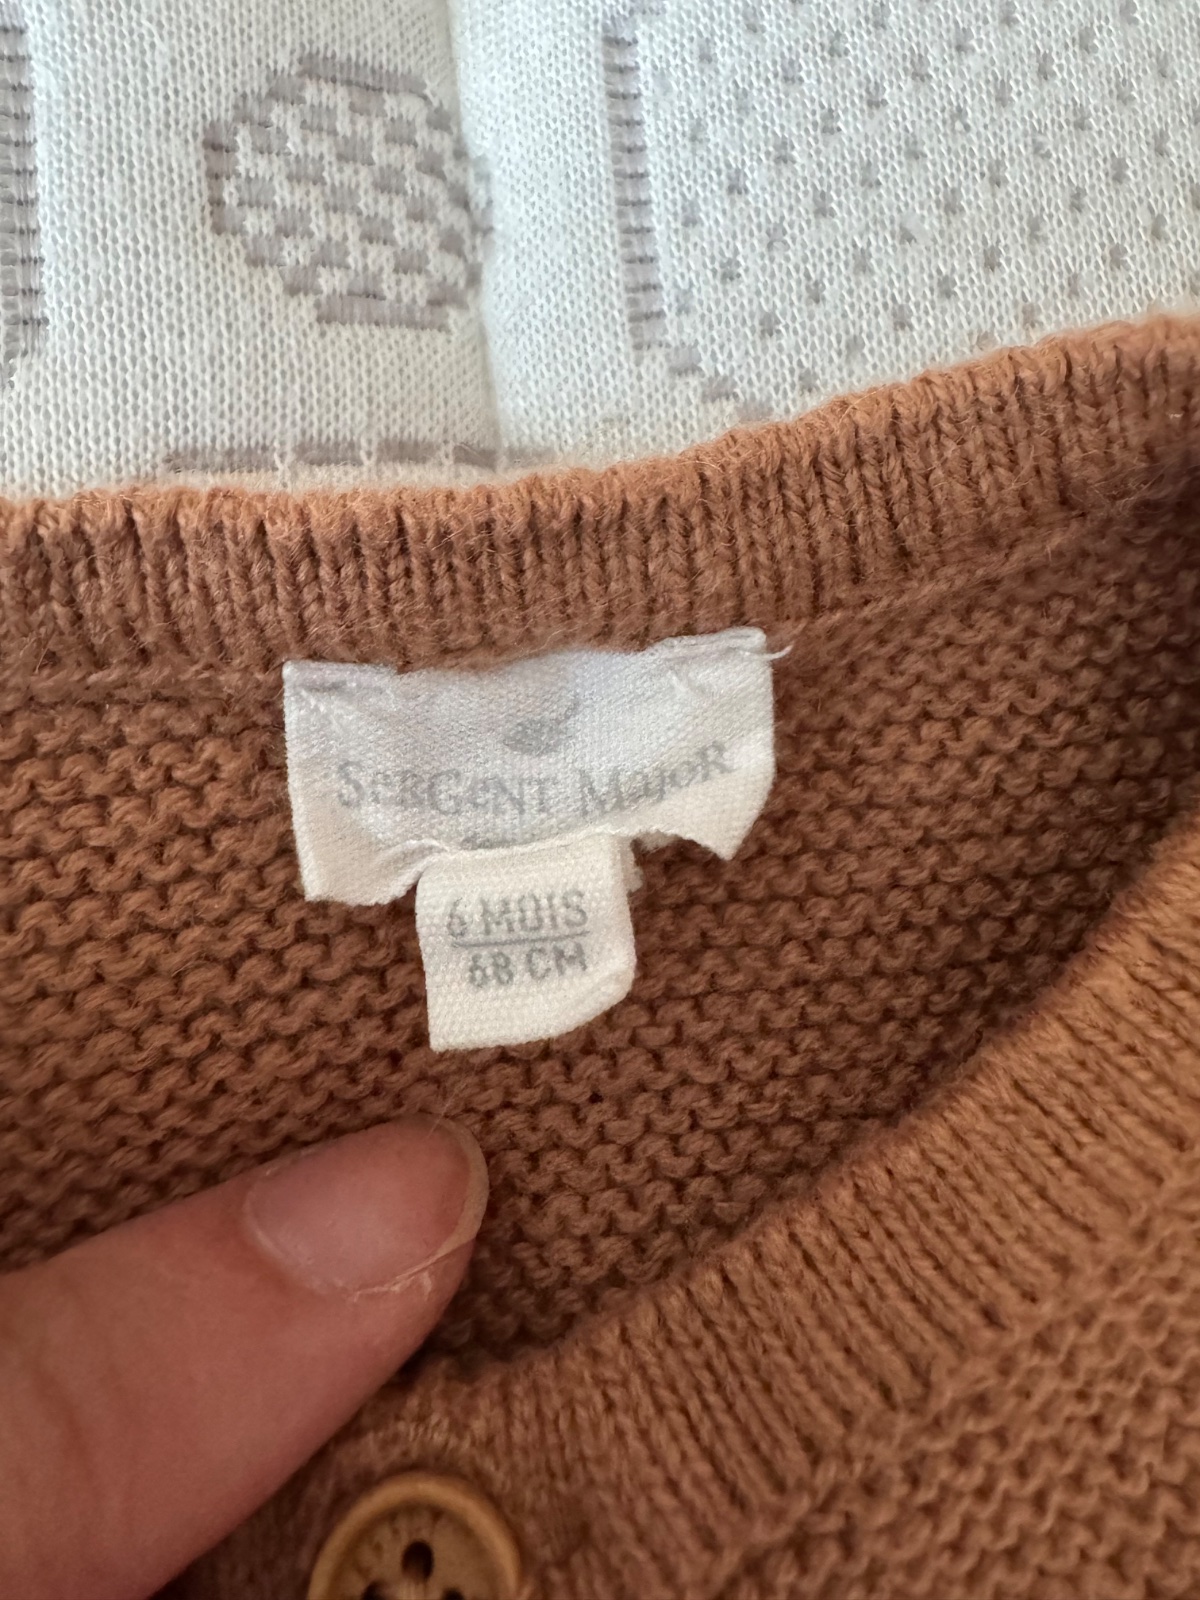 SERGENT MAJOR
6 MOIS
68 CM